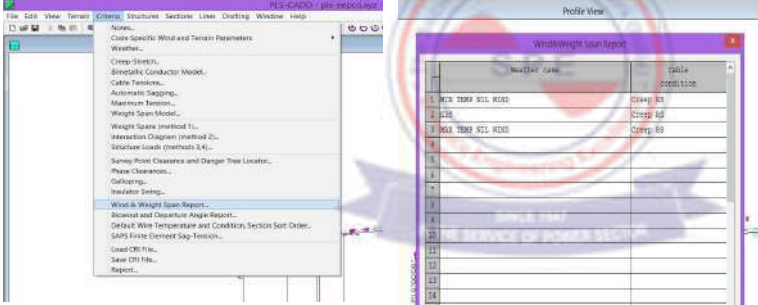 PLS-CADD - pls-nepco.xyz
File Edit View Terrain Criteria Structures Sections Lines Drafting Window Help
Notes...
Code Specific Wind and Terrain Parameters
Weather...
Creep-Stretch...
Bimetallic Conductor Model...
Cable Tensions...
Automatic Sagging...
Maximum Tension...
Weight Span Model...
Weight Spans (method 1)...
Interaction Diagram (method 2)...
Structure Loads (methods 3,4)...
Survey Point Clearance and Danger Tree Locator...
Phase Clearances...
Galloping...
Insulator Swing...
Wind & Weight Span Report...
Blowout and Departure Angle Report...
Default Wire Temperature and Condition, Section Sort Order...
SAPS Finite Element Sag-Tension...
Load CRI File...
Save CRI File...
Report...
Profile View
Wind&Weight Span Report
Weather case
Cable
condition
1 MIN TEMP NIL WIND Creep RS
2 Creep RS
3 MAX TEMP NIL WIND Creep RS
4
5
6
7
8
9
10
11
12
13
14